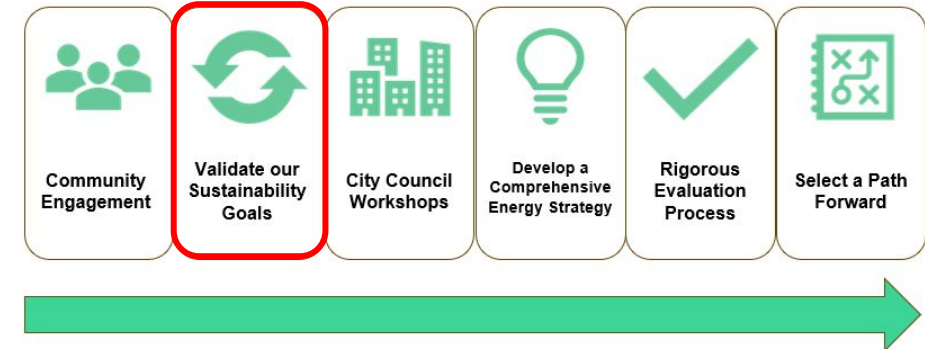 Community
Engagement
Validate our
Sustainability
Goals
City Council
Workshops
Develop a
Comprehensive
Energy Strategy
Rigorous
Evaluation
Process
Select a Path
Forward